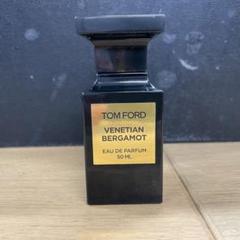 TOM FORD
VENETIAN
BERGAMOT
EAU DE PARFUM
50 ML